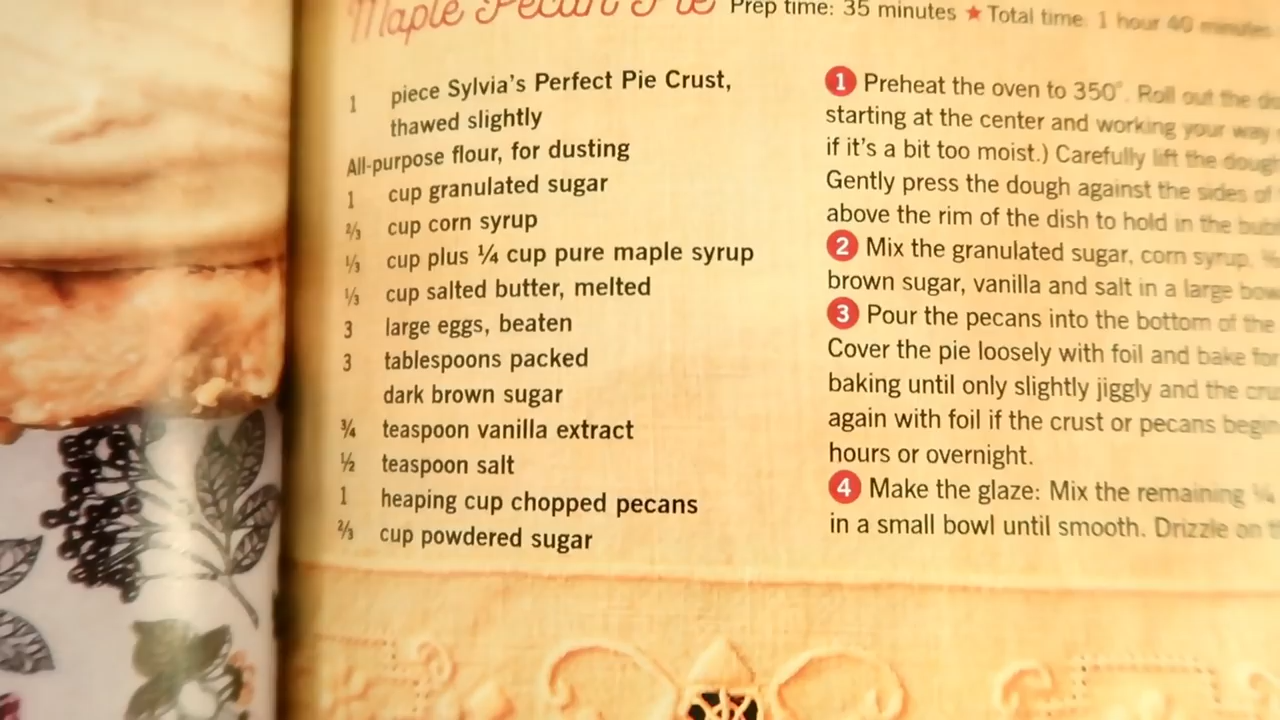 Maple Pecan Pie Prep time: 35 minutes ★ Total time: 1 hour 40 minutes
1 piece Sylvia's Perfect Pie Crust,
thawed slightly
All-purpose flour, for dusting
1 cup granulated sugar
⅔ cup corn syrup
⅓ cup plus ¼ cup pure maple syrup
⅓ cup salted butter, melted
3 large eggs, beaten
3 tablespoons packed
dark brown sugar
¾ teaspoon vanilla extract
½ teaspoon salt
1 heaping cup chopped pecans
⅔ cup powdered sugar
1 Preheat the oven to 350°. Roll out the
starting at the center and working your way
if it's a bit too moist.) Carefully lift the dough
Gently press the dough against the sides of
above the rim of the dish to hold in the
2 Mix the granulated sugar, corn syrup,
brown sugar, vanilla and salt in a large
3 Pour the pecans into the bottom of the
Cover the pie loosely with foil and bake for
baking until only slightly jiggly and the
again with foil if the crust or pecans begin
hours or overnight.
4 Make the glaze: Mix the remaining ¼
in a small bowl until smooth. Drizzle on